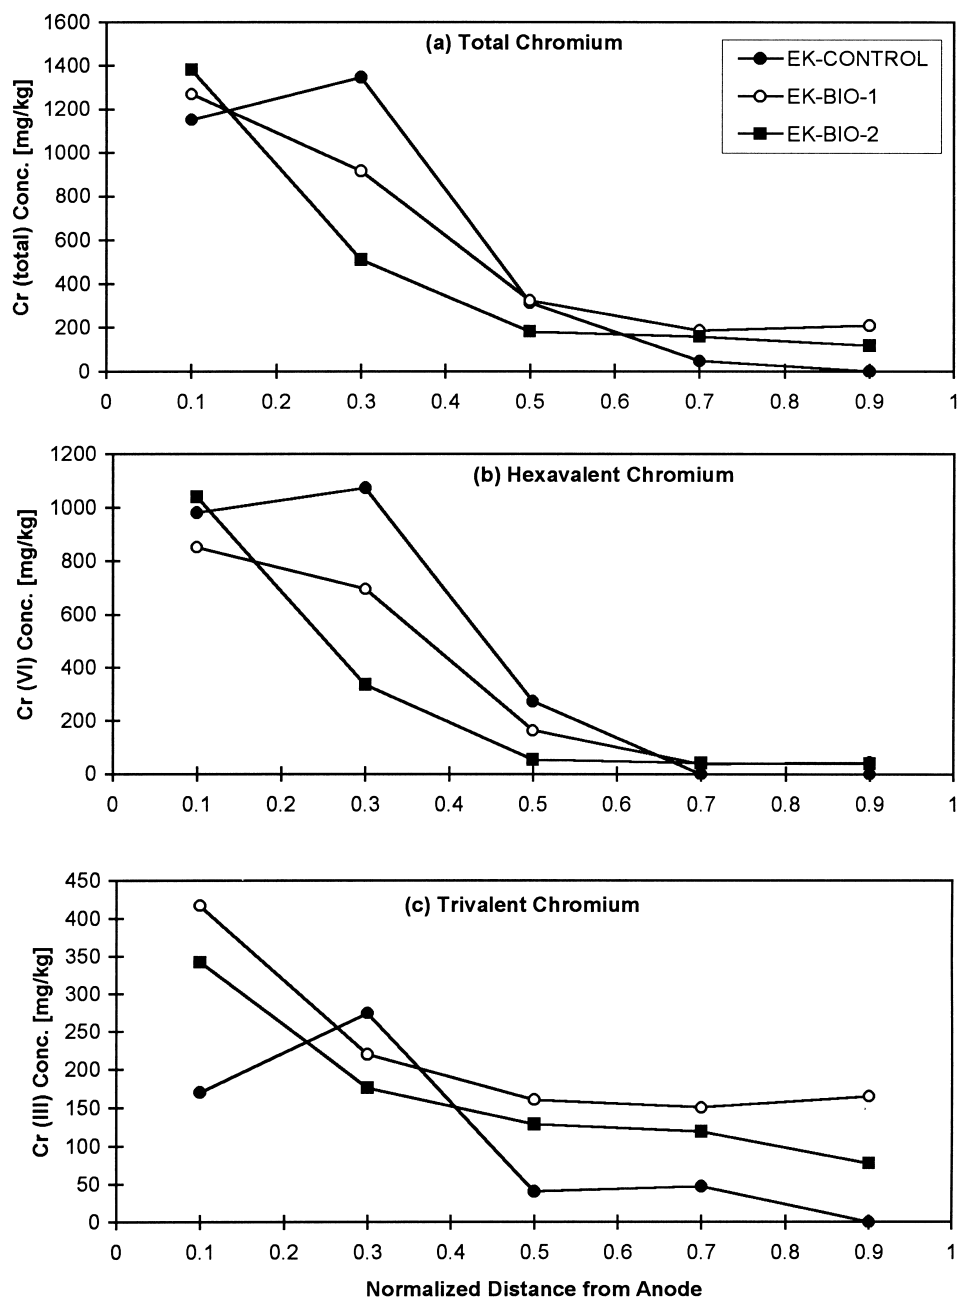 (a) Total Chromium
EK-CONTROL
EK-BIO-1
EK-BIO-2
Cr (total) Conc. [mg/kg]
1600
1400
1200
1000
800
600
400
200
0
0 0.1 0.2 0.3 0.4 0.5 0.6 0.7 0.8 0.9 1
(b) Hexavalent Chromium
Cr (VI) Conc. [mg/kg]
1200
1000
800
600
400
200
0
0 0.1 0.2 0.3 0.4 0.5 0.6 0.7 0.8 0.9 1
(c) Trivalent Chromium
Cr (III) Conc. [mg/kg]
450
400
350
300
250
200
150
100
50
0
0 0.1 0.2 0.3 0.4 0.5 0.6 0.7 0.8 0.9 1
Normalized Distance from Anode